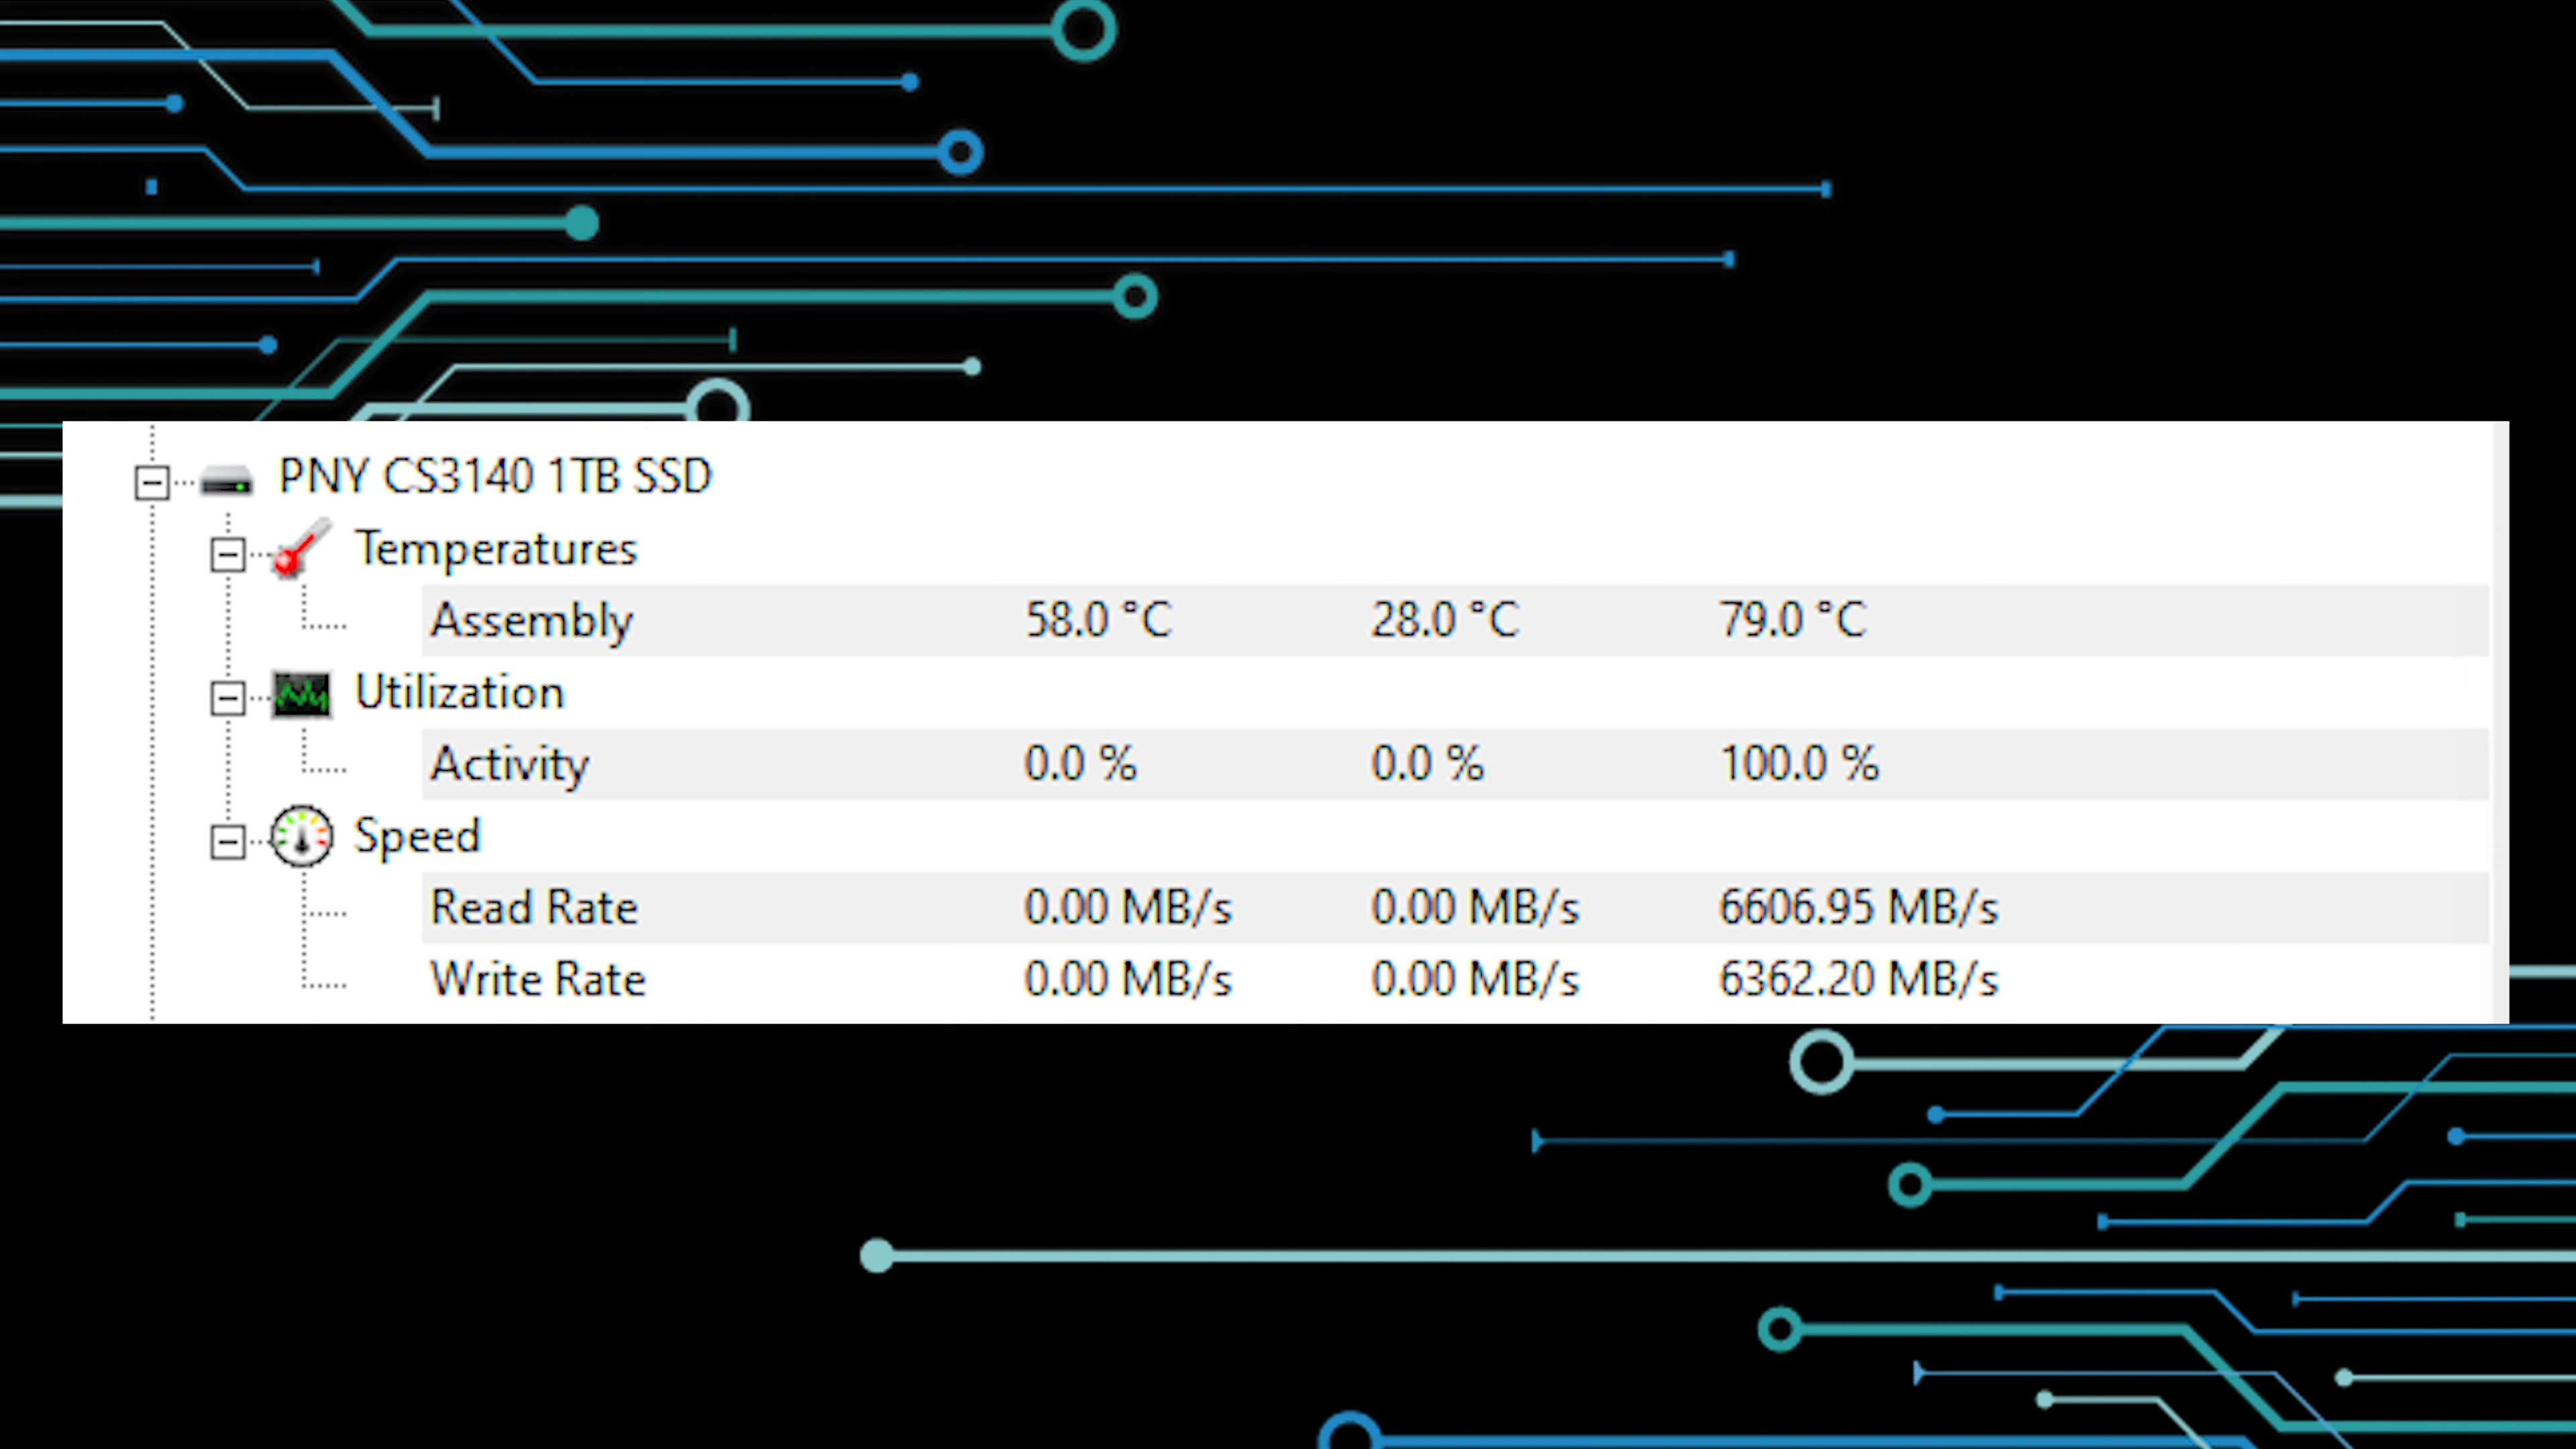 PNY CS3140 1TB SSD
Temperatures
Assembly 58.0 °C 28.0 °C 79.0 °C
Utilization
Activity 0.0 % 0.0 % 100.0 %
Speed
Read Rate 0.00 MB/s 0.00 MB/s 6606.95 MB/s
Write Rate 0.00 MB/s 0.00 MB/s 6362.20 MB/s